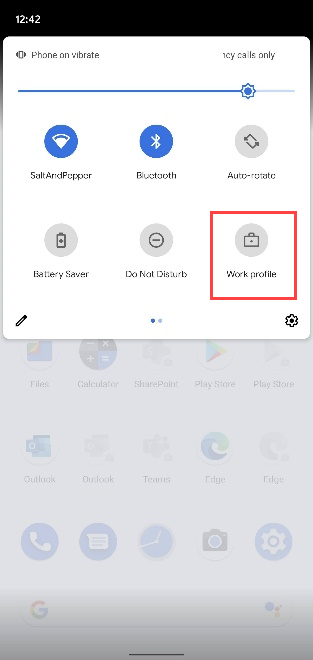 12:42
Phone on vibrate ncy calls only
SaltAndPepper Bluetooth Auto-rotate
Battery Saver Do Not Disturb Work profile
Files Calculator SharePoint Play Store Play Store
Outlook Outlook Teams Edge Edge